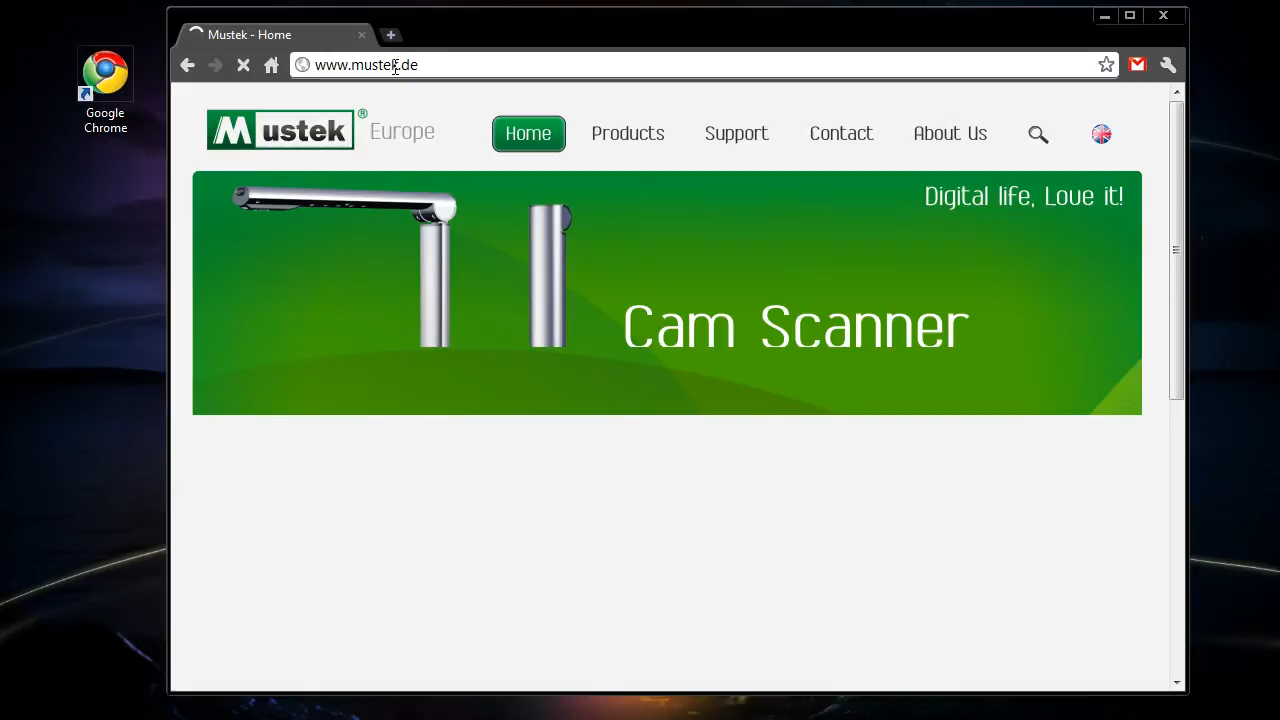 Mustek - Home
www.mustek.de
Google
Chrome
Mustek® Europe
Home
Products
Support
Contact
About Us
Digital life, Love it!
Cam Scanner